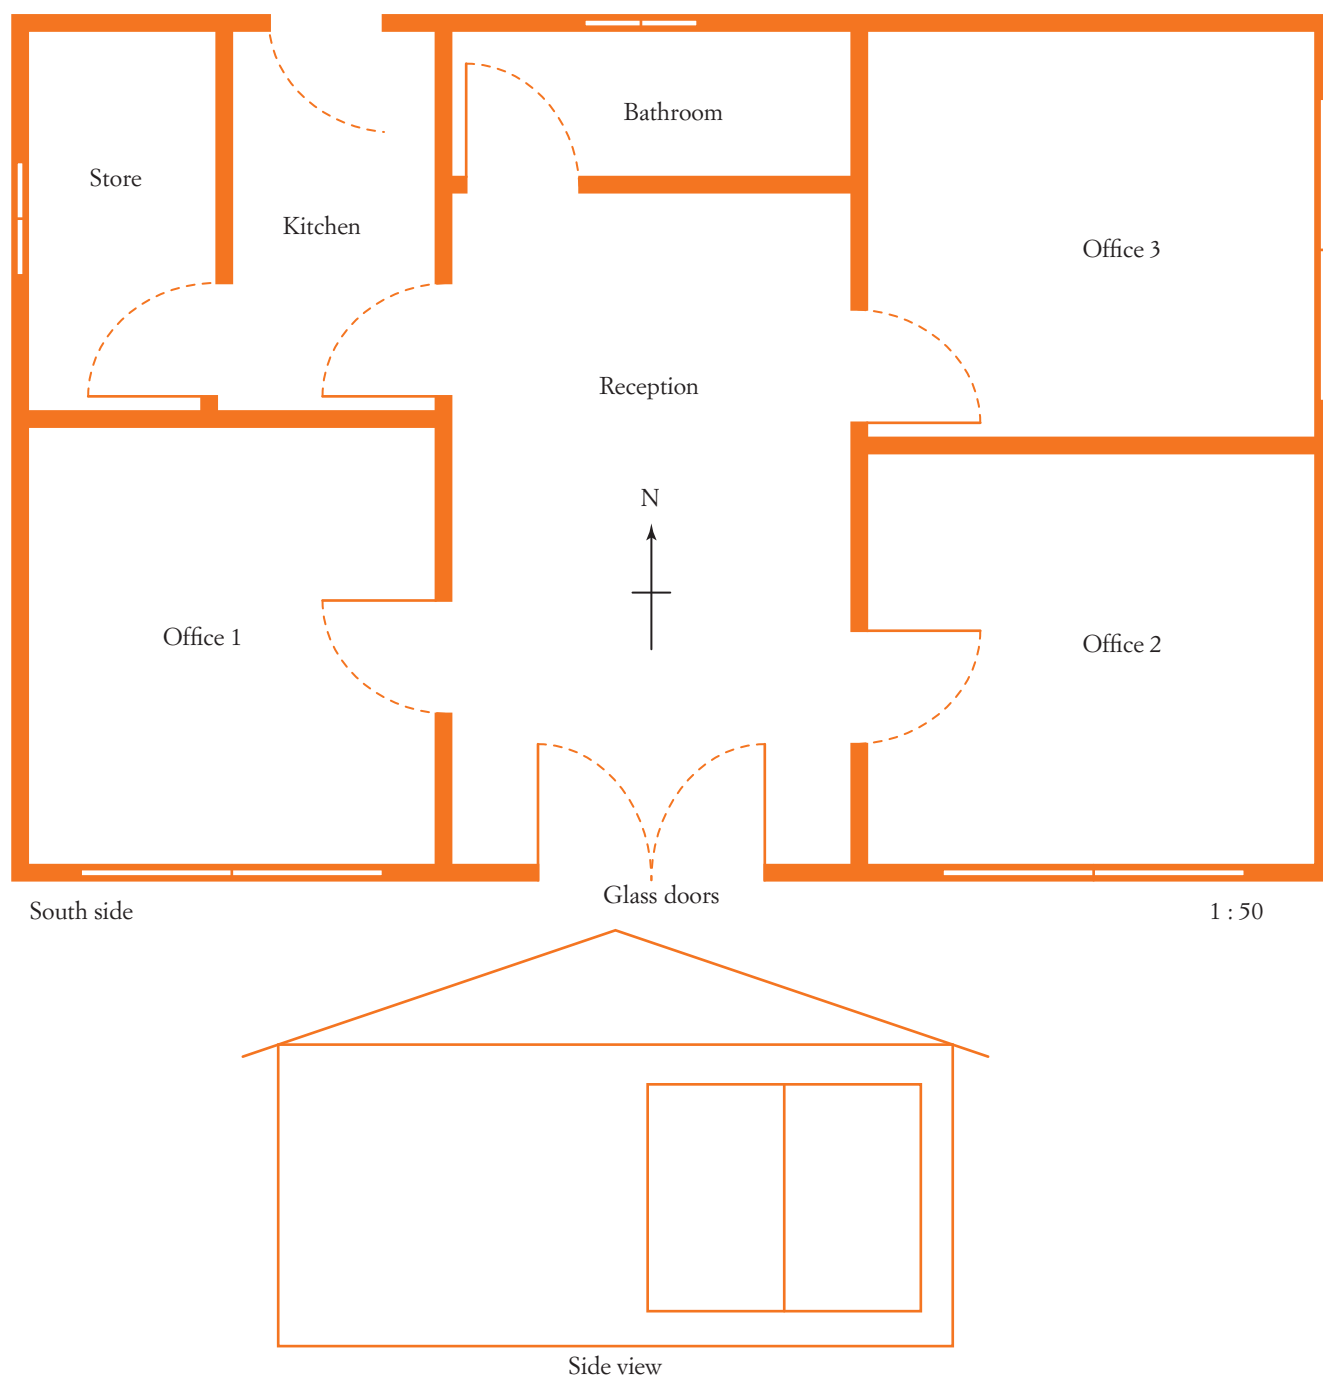 Bathroom
Store
Kitchen
Office 3
Reception
N
Office 1
Office 2
Glass doors
South side
1 : 50
Side view